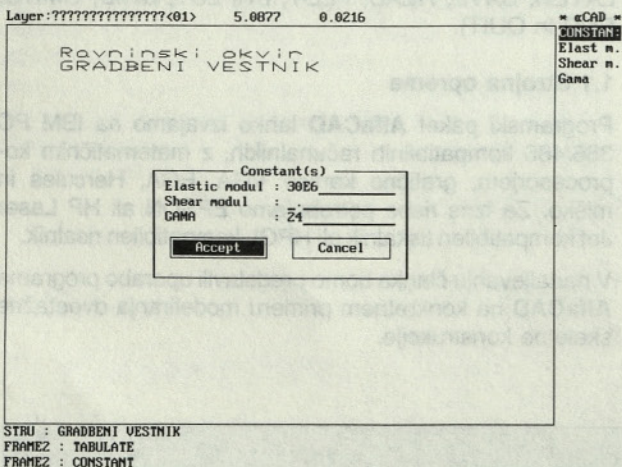 Layer:???????????????<01> 5.0877 0.0216
* αCAD *
CONSTAN:
Elast m.
Shear m.
Gama
Ravninski okvir
GRADBENI VESTNIK
Constant(s)
Elastic modul : 30E6
Shear modul :
GAMA : 24
Accept Cancel
STRU : GRADBENI VESTNIK
FRAME2 : TABULATE
FRAME2 : CONSTANT